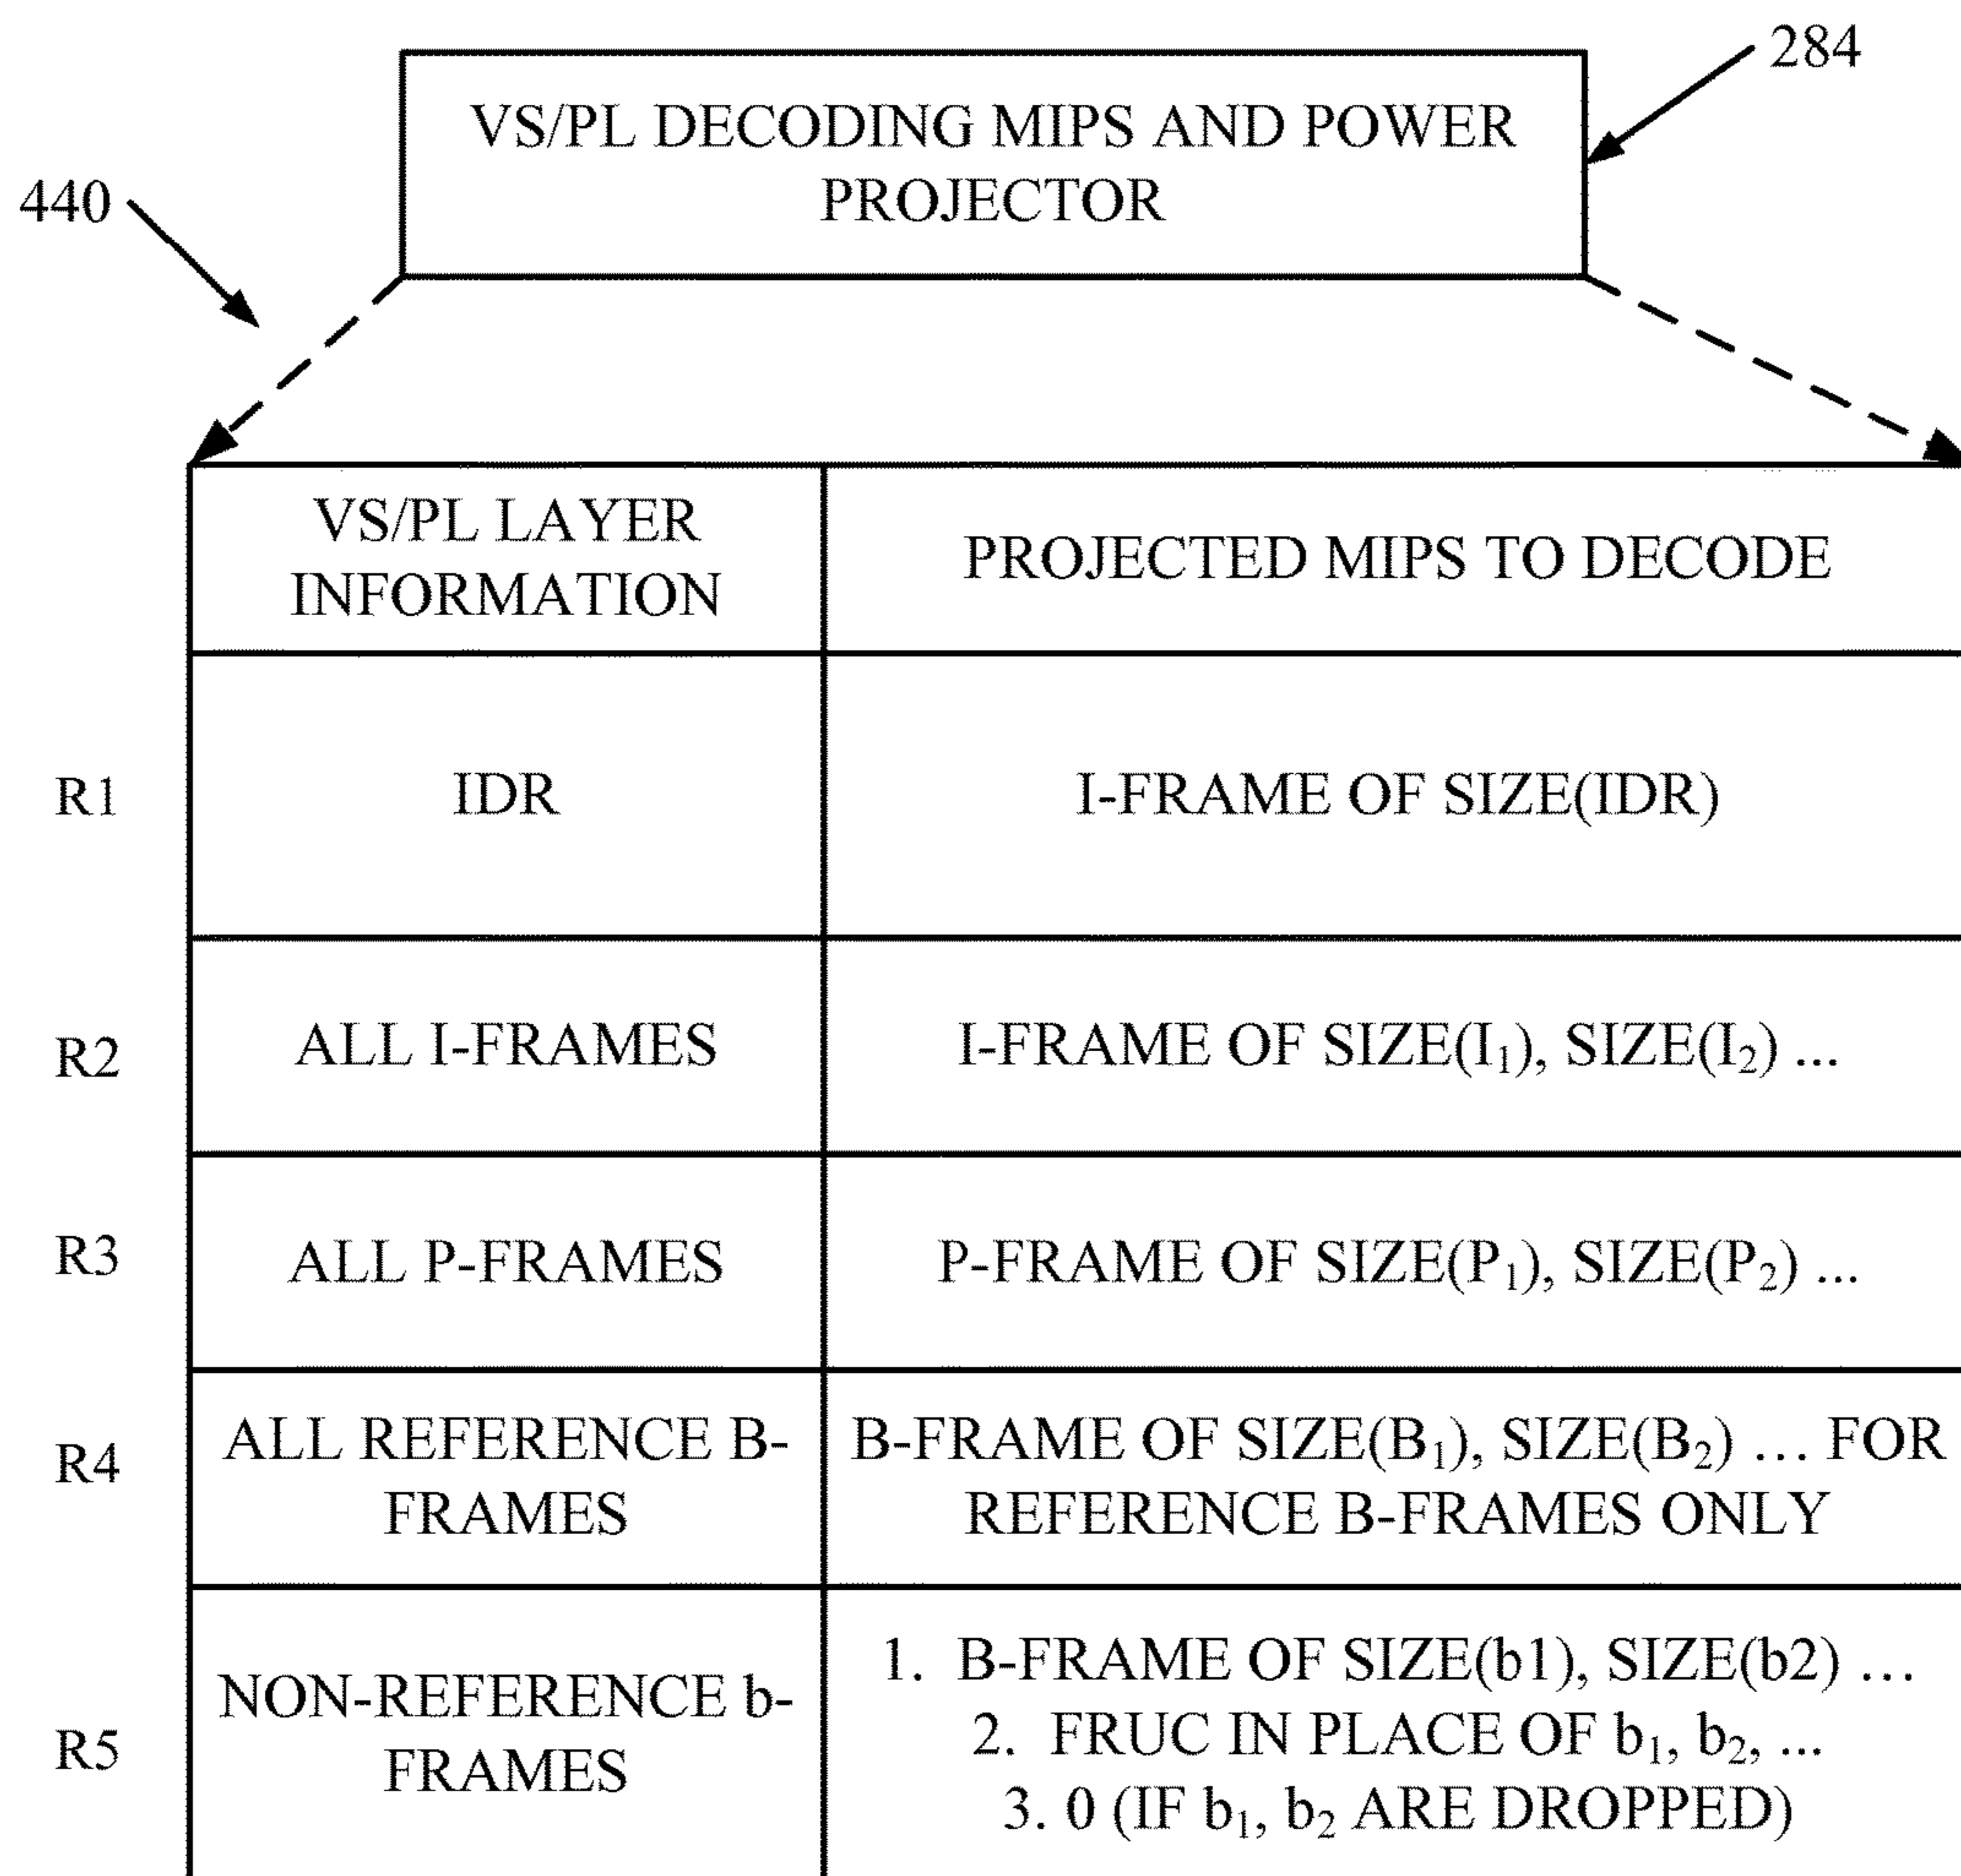 284
VS/PL DECODING MIPS AND POWER
PROJECTOR
440
VS/PL LAYER
INFORMATION
PROJECTED MIPS TO DECODE
R1
IDR
I-FRAME OF SIZE(IDR)
R2
ALL I-FRAMES
I-FRAME OF SIZE(I₁), SIZE(I₂) ...
R3
ALL P-FRAMES
P-FRAME OF SIZE(P₁), SIZE(P₂) ...
R4
ALL REFERENCE B-
FRAMES
B-FRAME OF SIZE(B₁), SIZE(B₂) ... FOR
REFERENCE B-FRAMES ONLY
R5
NON-REFERENCE b-
FRAMES
1. B-FRAME OF SIZE(b1), SIZE(b2) ...
2. FRUC IN PLACE OF b₁, b₂, ...
3. 0 (IF b₁, b₂ ARE DROPPED)